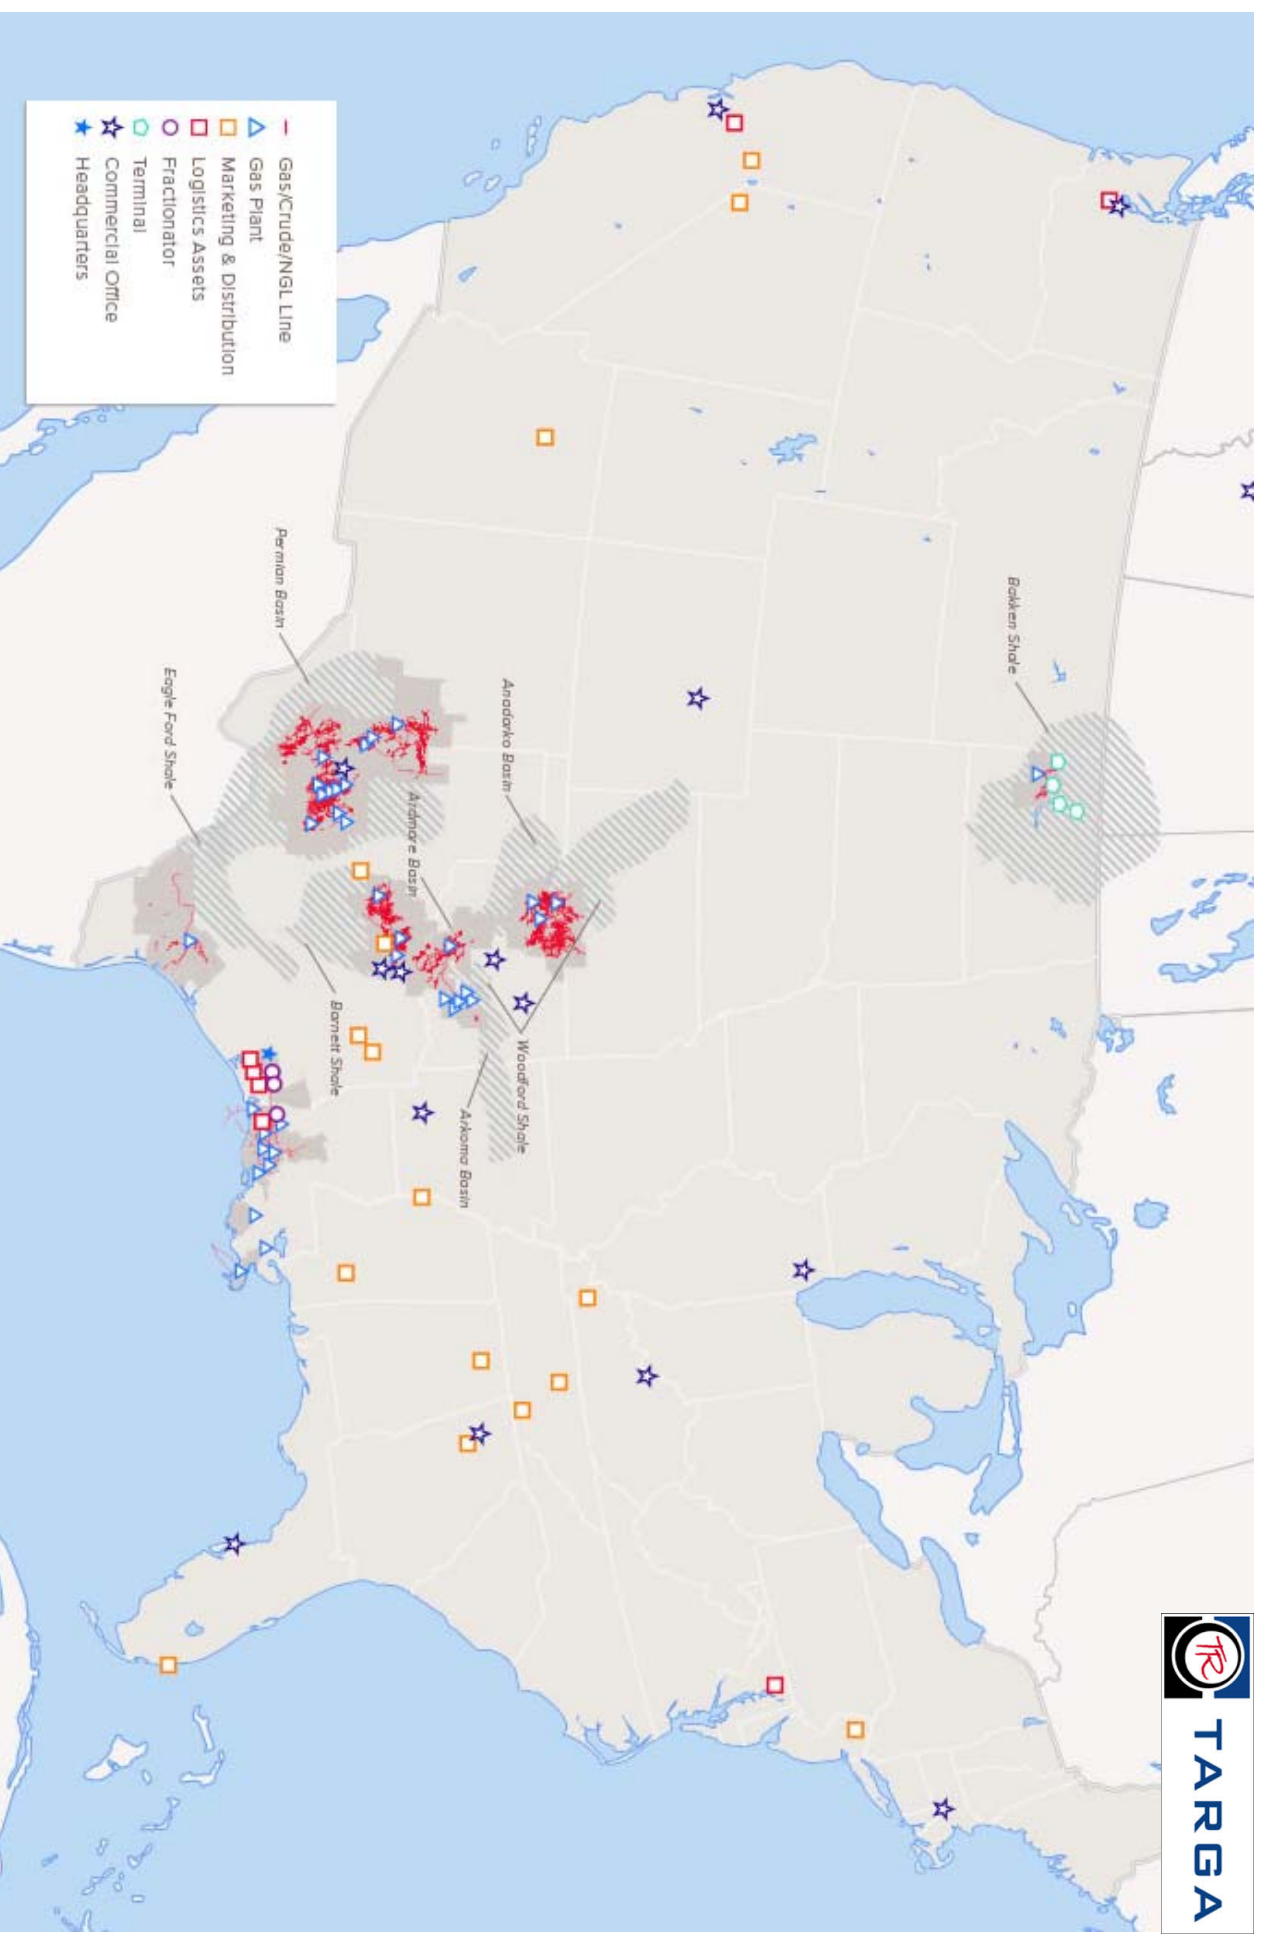 TARGA
TR
Bakken Shale
Anadarko Basin
Woodford Shale
Arkoma Basin
Ardmore Basin
Permian Basin
Barnett Shale
Eagle Ford Shale
Gas/Crude/NGL Line
Gas Plant
Marketing & Distribution
Logistics Assets
Fractionator
Terminal
Commercial Office
Headquarters